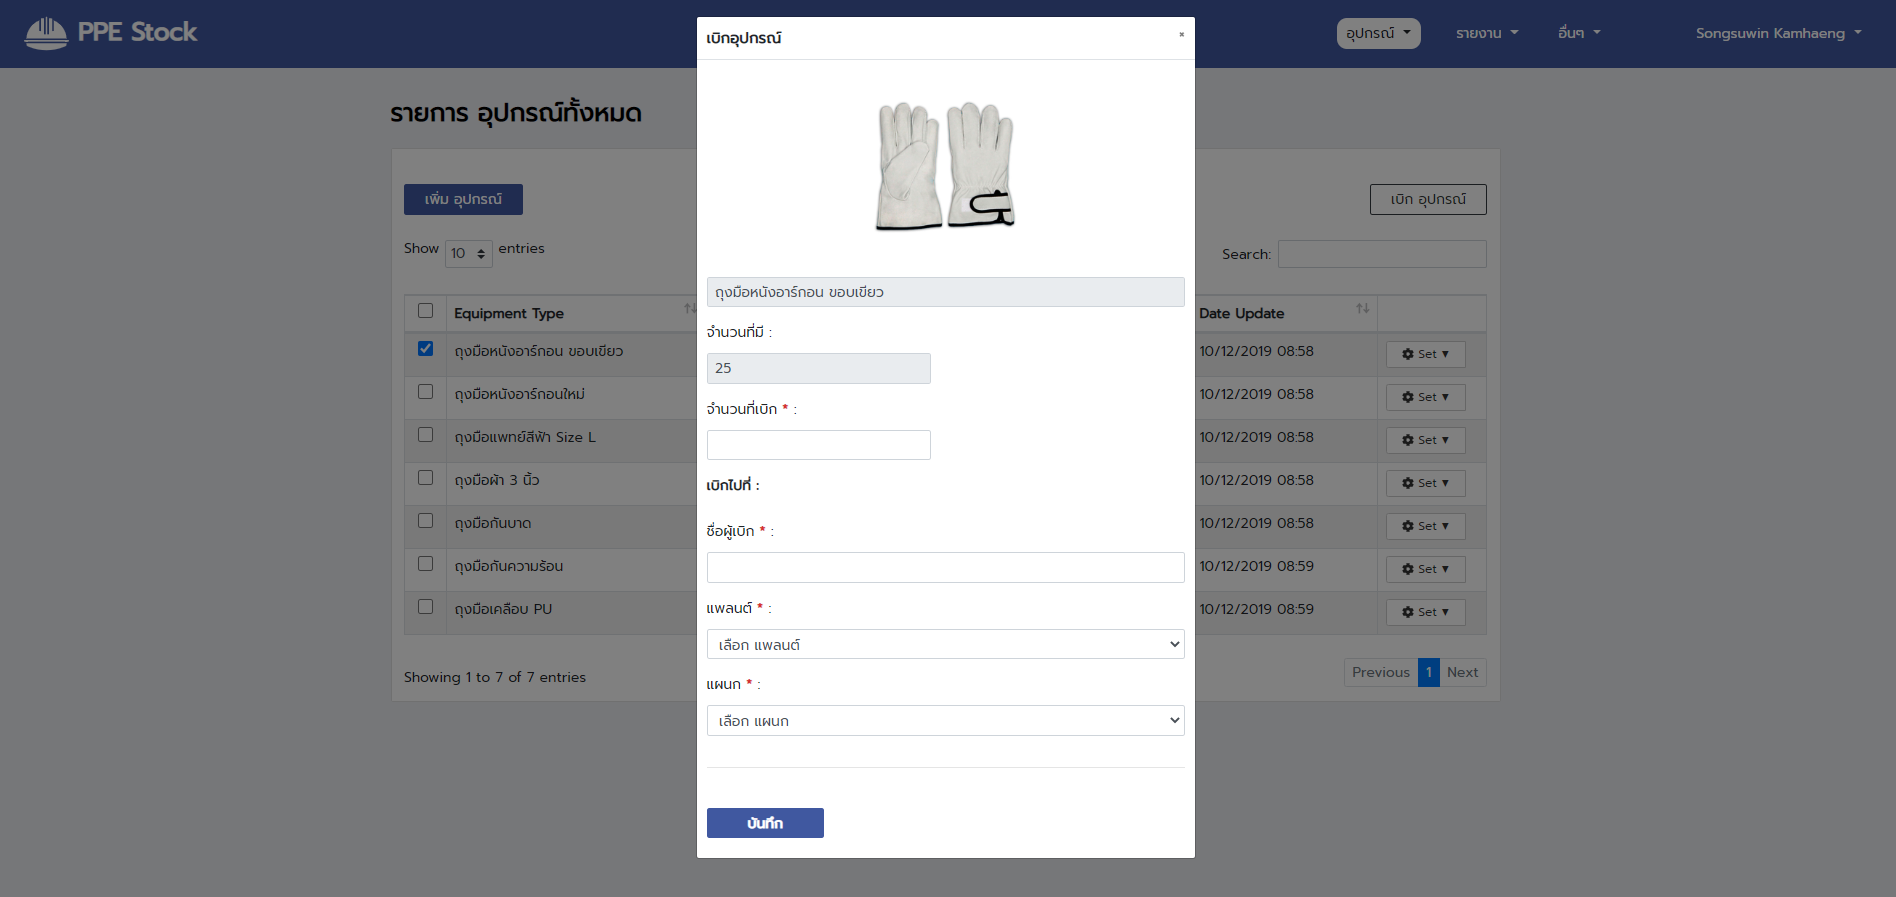 PPE Stock
อุปกรณ์
รายงาน
อื่นๆ
Songsuwin Kamhaeng
รายการ อุปกรณ์ทั้งหมด
เพิ่ม อุปกรณ์
เบิก อุปกรณ์
Show 10 entries
Search:
Equipment Type
Date Update
ถุงมือหนังอาร์กอน ขอบเขียว
10/12/2019 08:58
Set ▼
ถุงมือหนังอาร์กอนใหม่
10/12/2019 08:58
Set ▼
ถุงมือแพทย์สีฟ้า Size L
10/12/2019 08:58
Set ▼
ถุงมือผ้า 3 นิ้ว
10/12/2019 08:58
Set ▼
ถุงมือกันบาด
10/12/2019 08:58
Set ▼
ถุงมือกันความร้อน
10/12/2019 08:59
Set ▼
ถุงมือเคลือบ PU
10/12/2019 08:59
Set ▼
Showing 1 to 7 of 7 entries
Previous 1 Next
เบิกอุปกรณ์
×
ถุงมือหนังอาร์กอน ขอบเขียว
จำนวนที่มี :
25
จำนวนที่เบิก * :
เบิกไปที่ :
ชื่อผู้เบิก * :
แพลนต์ * :
เลือก แพลนต์
แผนก * :
เลือก แผนก
บันทึก